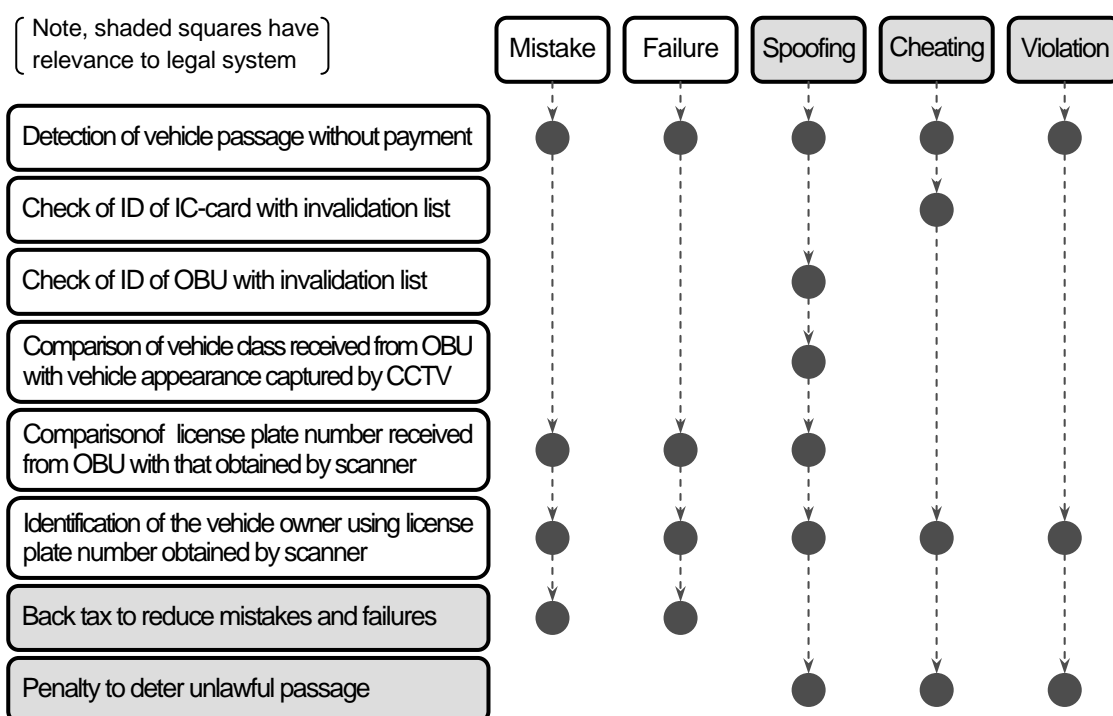 Note, shaded squares have
relevance to legal system
Mistake
Failure
Spoofing
Cheating
Violation
Detection of vehicle passage without payment
Check of ID of IC-card with invalidation list
Check of ID of OBU with invalidation list
Comparison of vehicle class received from OBU
with vehicle appearance captured by CCTV
Comparisonof license plate number received
from OBU with that obtained by scanner
Identification of the vehicle owner using license
plate number obtained by scanner
Back tax to reduce mistakes and failures
Penalty to deter unlawful passage